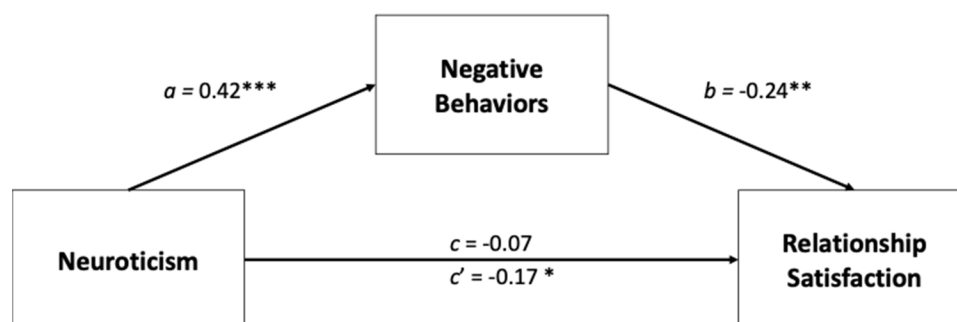 Negative
Behaviors
a = 0.42***
b = -0.24**
Neuroticism
c = -0.07
c' = -0.17 *
Relationship
Satisfaction